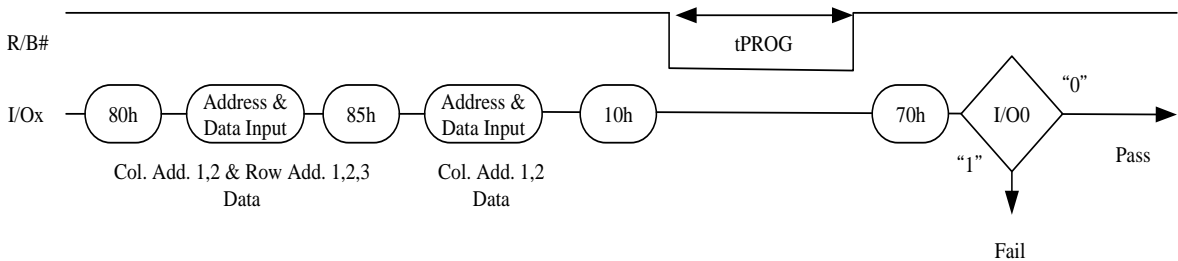 tPROG
R/B#
I/Ox
80h
Address &
Data Input
85h
Address &
Data Input
10h
70h
I/O0
“0”
“1”
Pass
Col. Add. 1,2 & Row Add. 1,2,3
Data
Col. Add. 1,2
Data
Fail